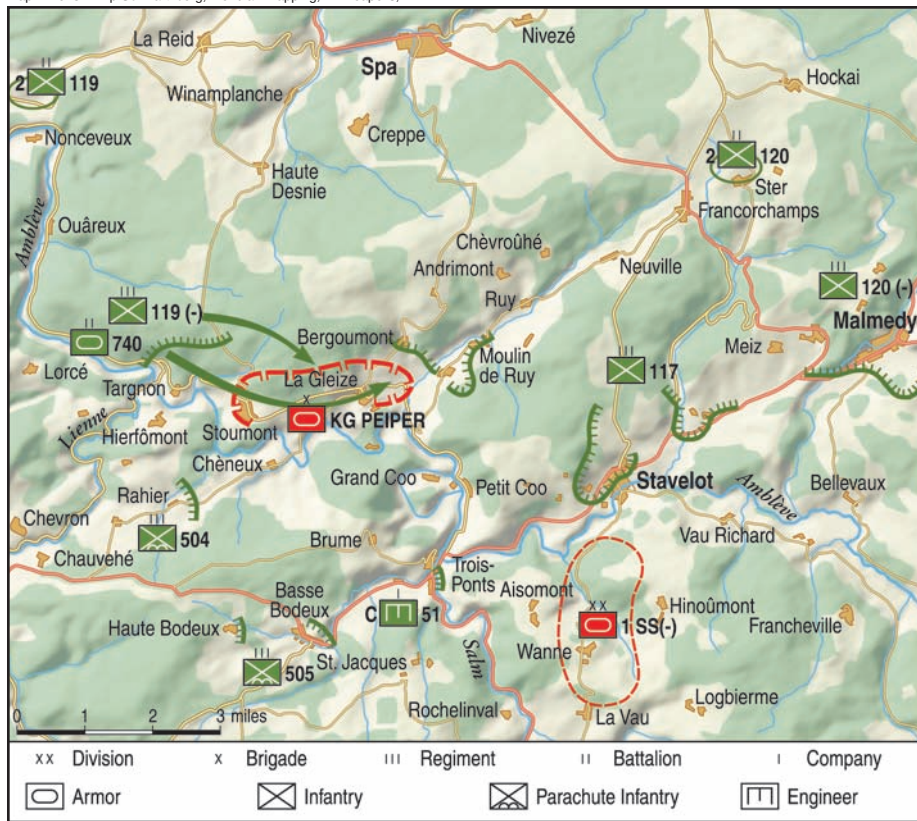 La Reid
Nivezé
Spa
2 119
Hockai
Winamplanche
Nonceveux
Creppe
2 120
Haute
Desnie
Ster
Francorchamps
Amblève
Ouâreux
Chèvroûhé
Neuville
Andrimont
119 (-)
Ruy
120 (-)
Malmedy
740
Bergoumont
Meiz
Lorcé
La Gleize
Moulin
de Ruy
117
Targnon
KG PEIPER
Lienne
Hierfômont
Stoumont
Chèneux
Grand Coo
Petit Coo
Stavelot
Amblève
Bellevaux
Rahier
Chevron
504
Vau Richard
Chauvehé
Brume
Trois-
Ponts
Aisomont
Basse
Bodeux
C 51
1 SS(-)
Hinoûmont
Francheville
Haute Bodeux
Wanne
505
St. Jacques
Salm
Rochelinval
La Vau
Logbierme
0 1 2 3 miles
xx Division x Brigade III Regiment II Battalion I Company
Armor Infantry Parachute Infantry Engineer